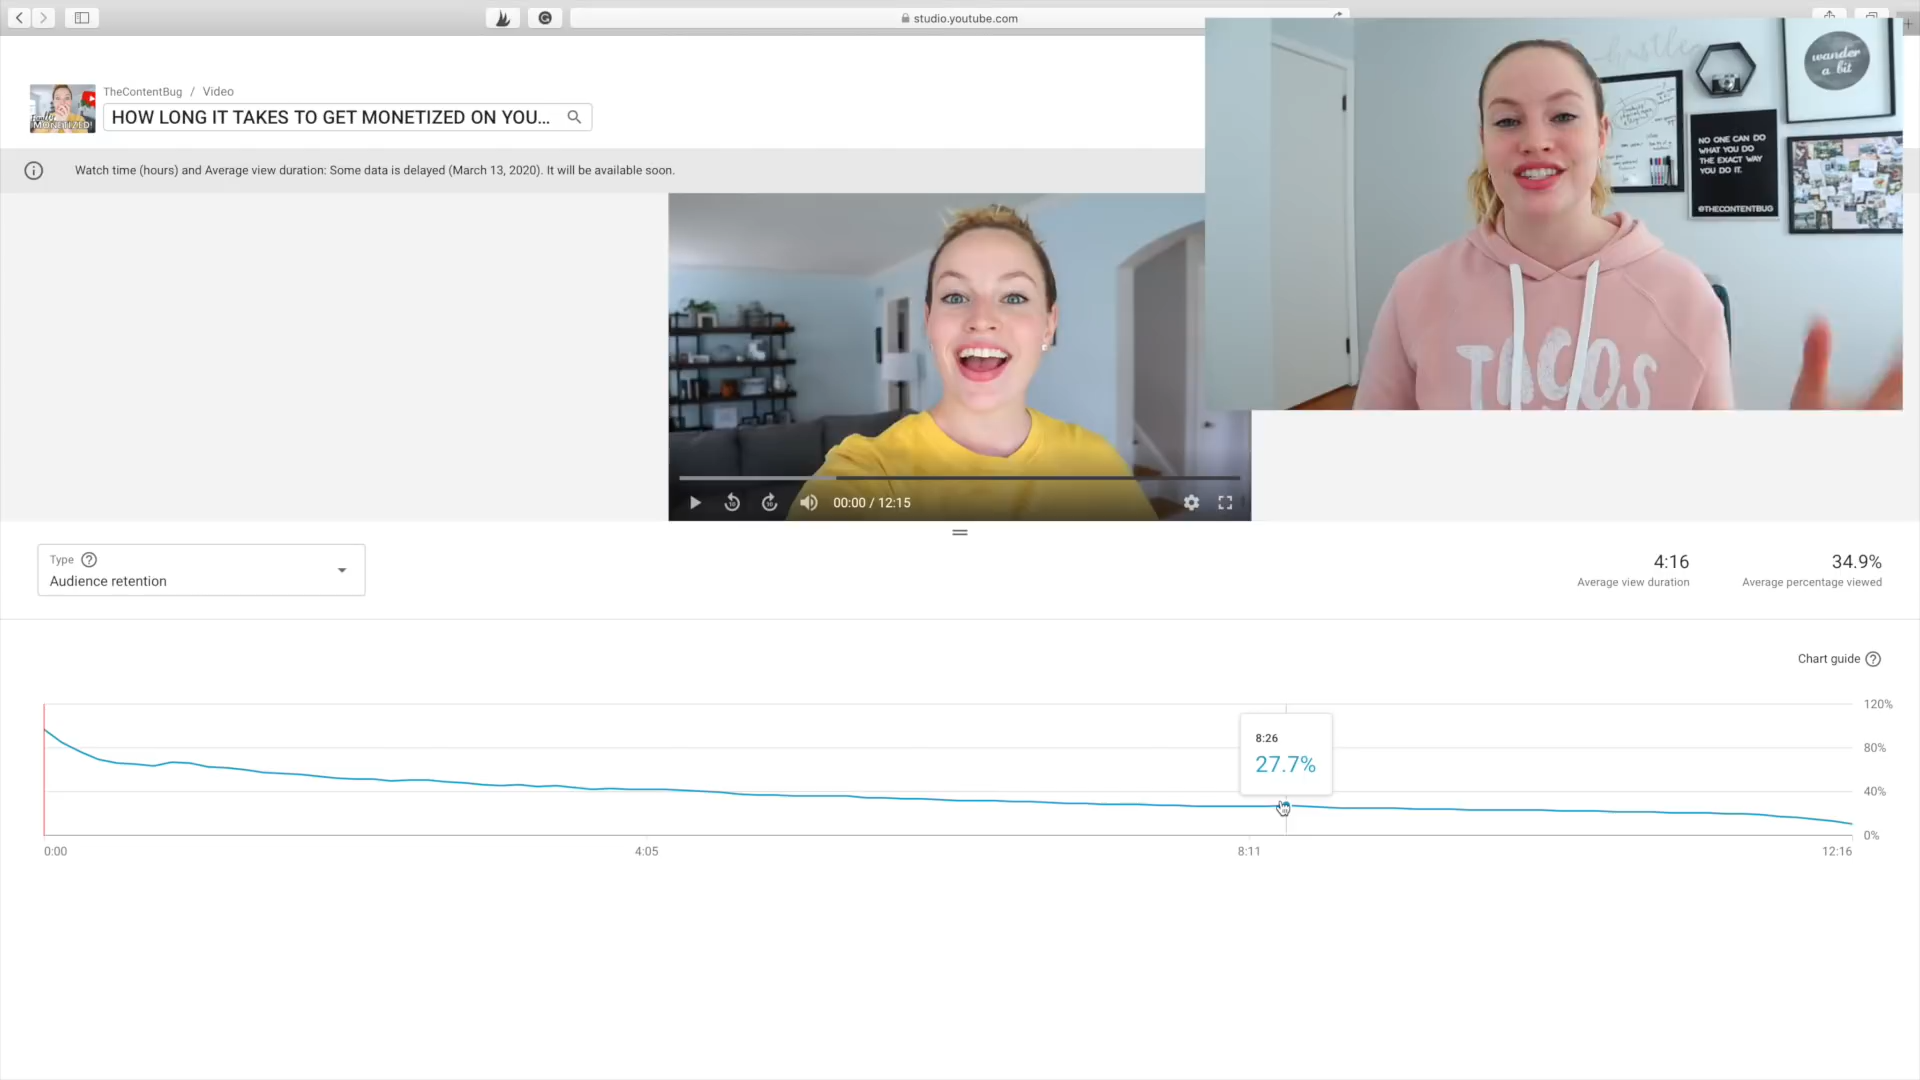 studio.youtube.com
TheContentBug / Video
HOW LONG IT TAKES TO GET MONETIZED ON YOU...
MONETIZED!
Watch time (hours) and Average view duration: Some data is delayed (March 13, 2020). It will be available soon.
hustle
wander
a bit
NO ONE CAN DO
WHAT YOU DO
THE EXACT WAY
YOU DO IT.
@THECONTENTBUG
TACOS
00:00 / 12:15
Type
Audience retention
4:16
Average view duration
34.9%
Average percentage viewed
Chart guide
8:26
27.7%
120%
80%
40%
0%
0:00
4:05
8:11
12:16